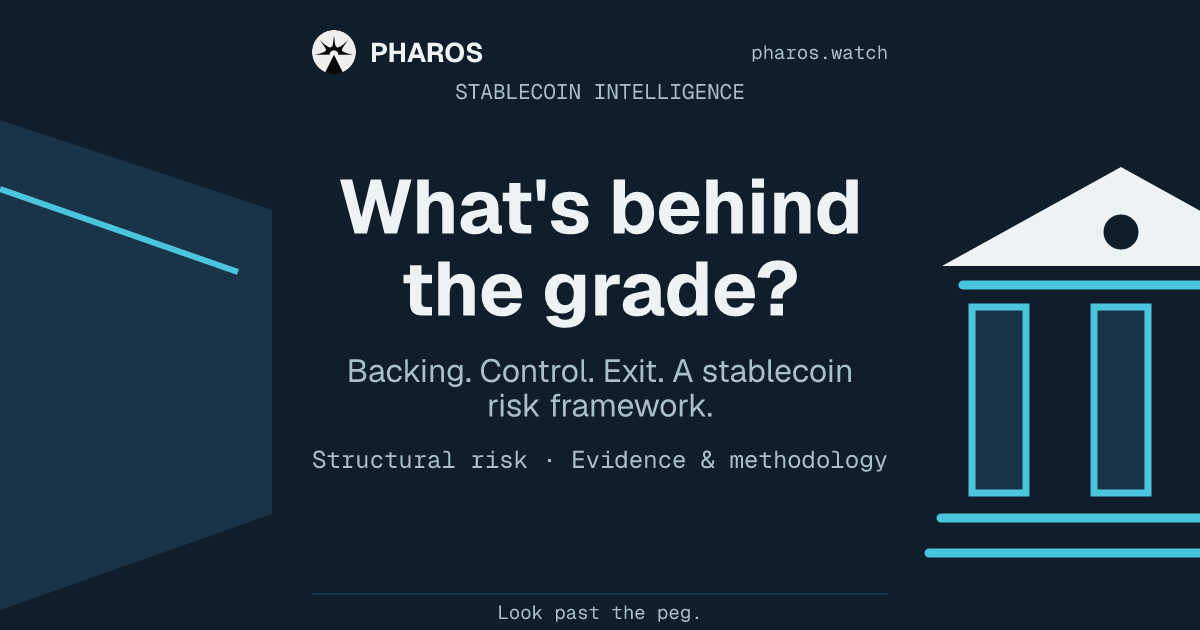 PHAROS
pharos.watch
STABLECOIN INTELLIGENCE
What's behind
the grade?
Backing. Control. Exit. A stablecoin
risk framework.
Structural risk · Evidence & methodology
Look past the peg.